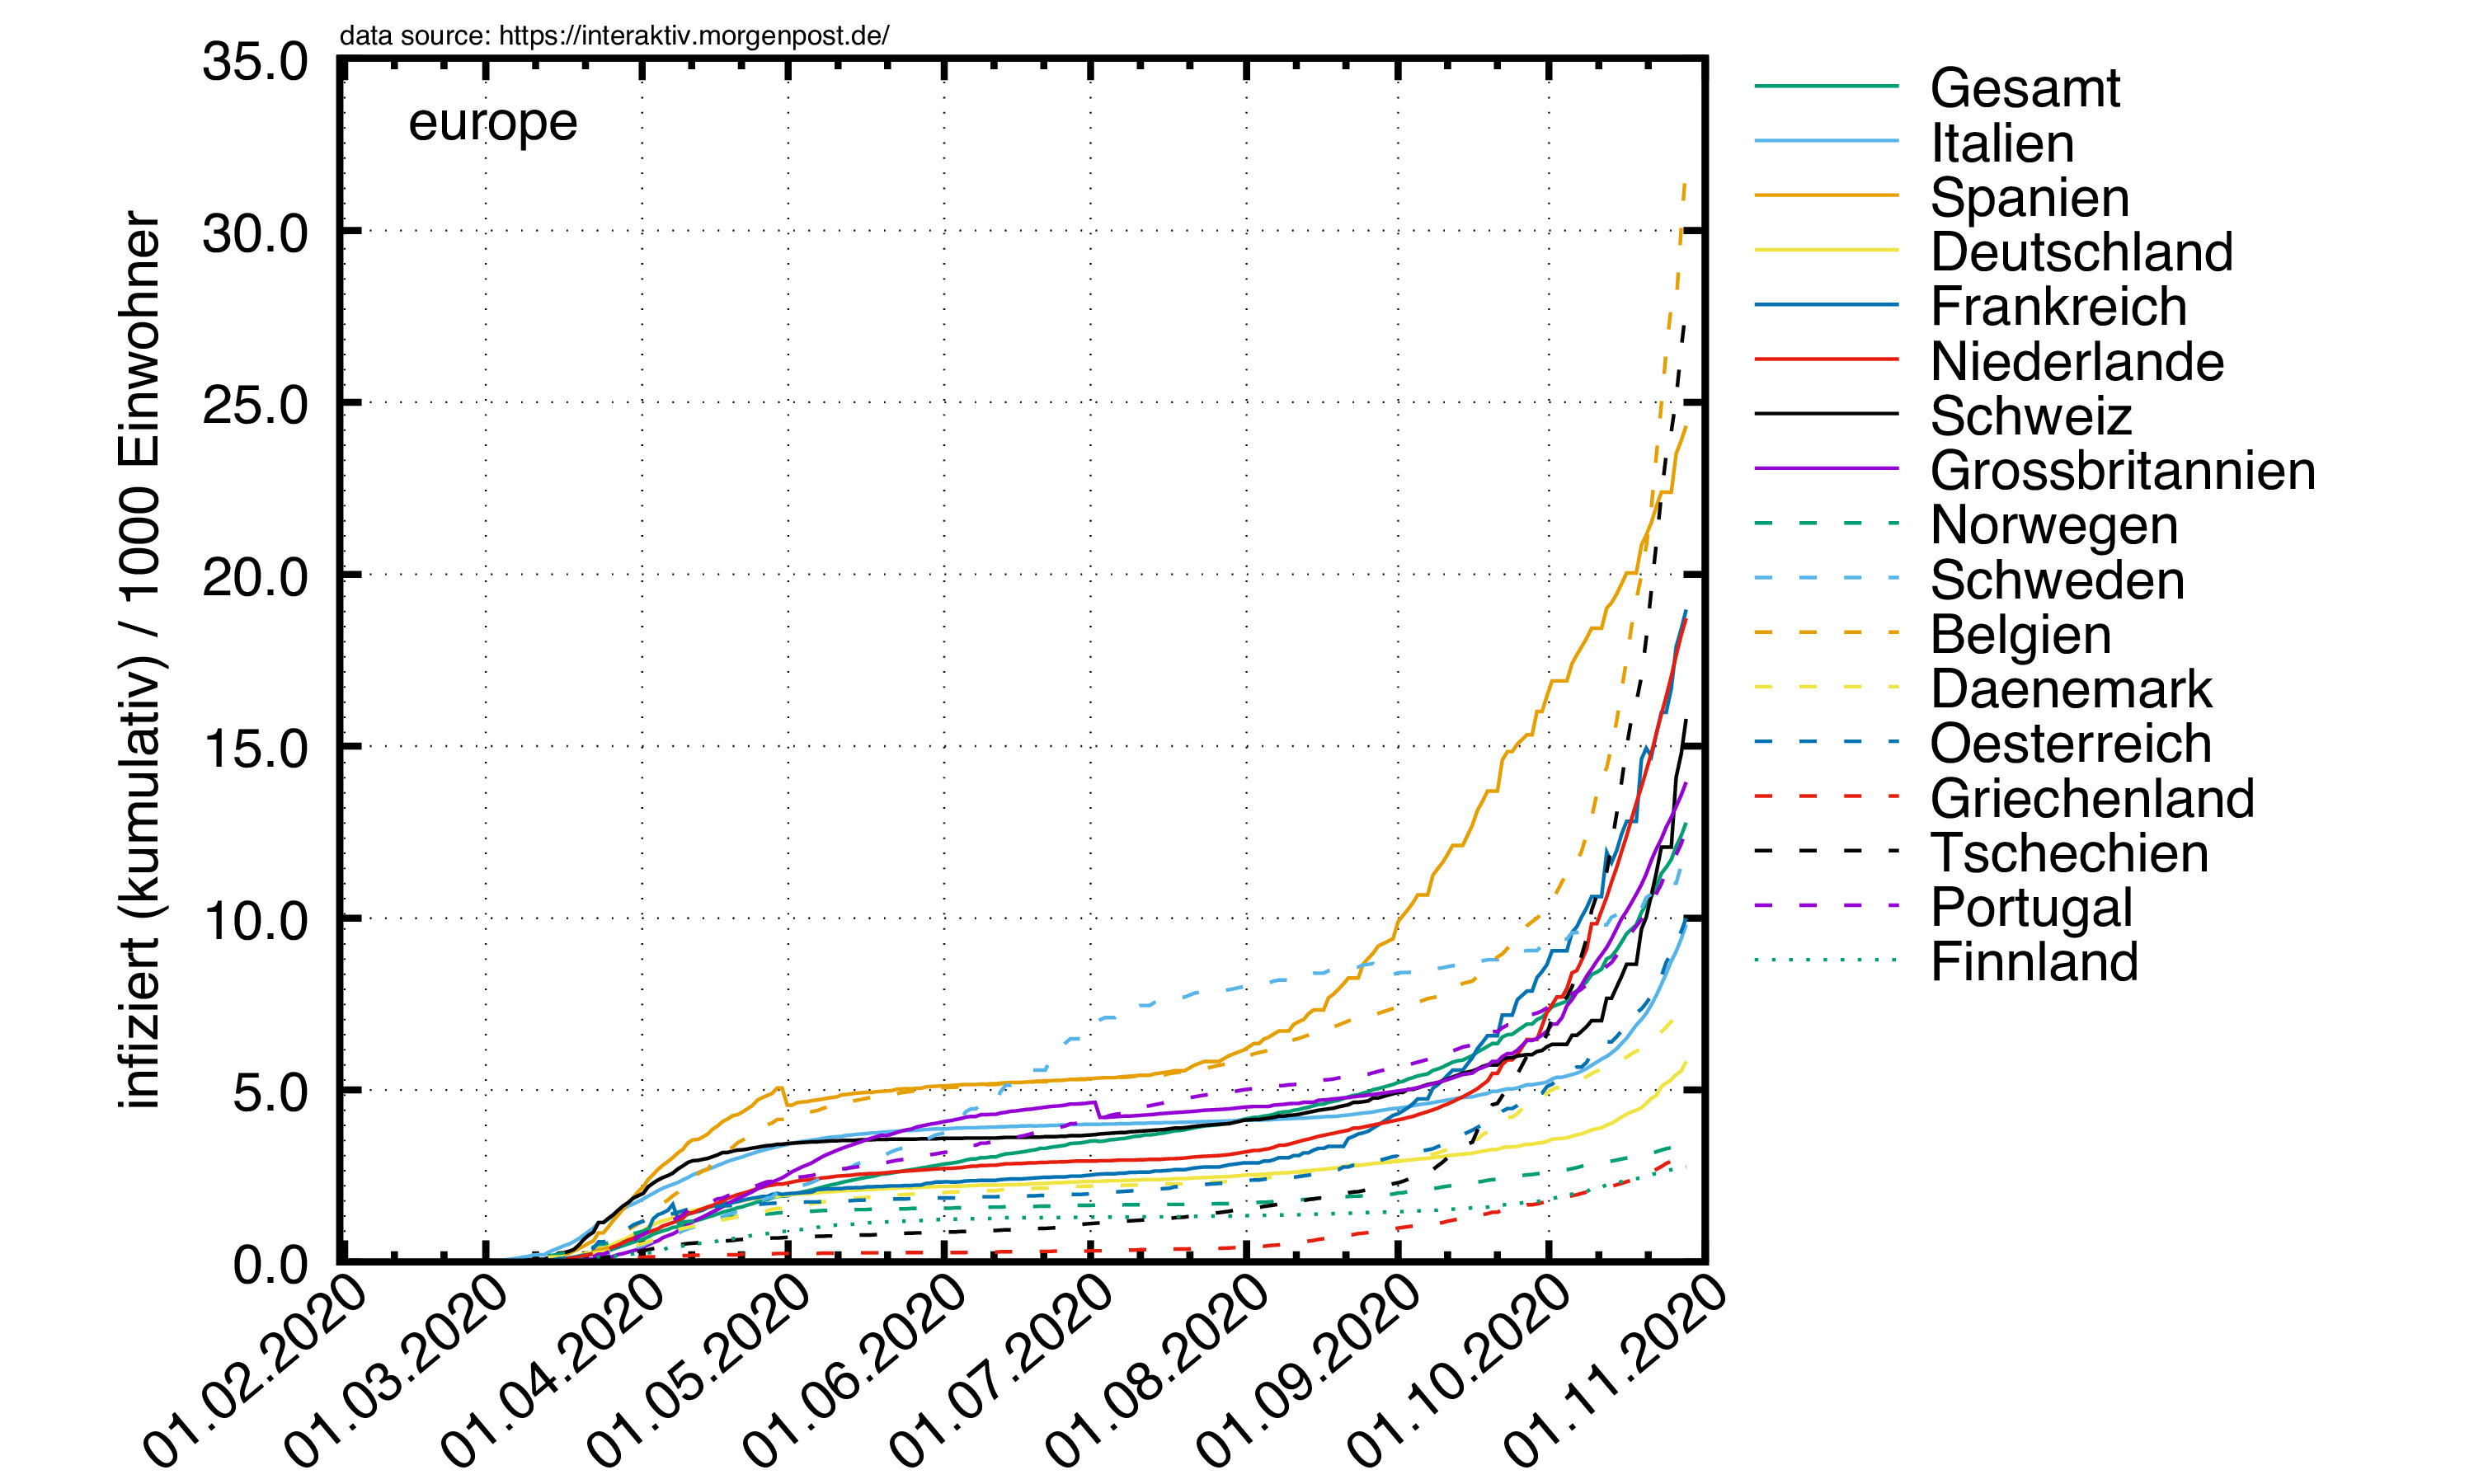 data source: https://interaktiv.morgenpost.de/
europe
infiziert (kumulativ) / 1000 Einwohner
35.0
30.0
25.0
20.0
15.0
10.0
5.0
0.0
01.02.2020
01.03.2020
01.04.2020
01.05.2020
01.06.2020
01.07.2020
01.08.2020
01.09.2020
01.10.2020
01.11.2020
Gesamt
Italien
Spanien
Deutschland
Frankreich
Niederlande
Schweiz
Grossbritannien
Norwegen
Schweden
Belgien
Daenemark
Oesterreich
Griechenland
Tschechien
Portugal
Finnland